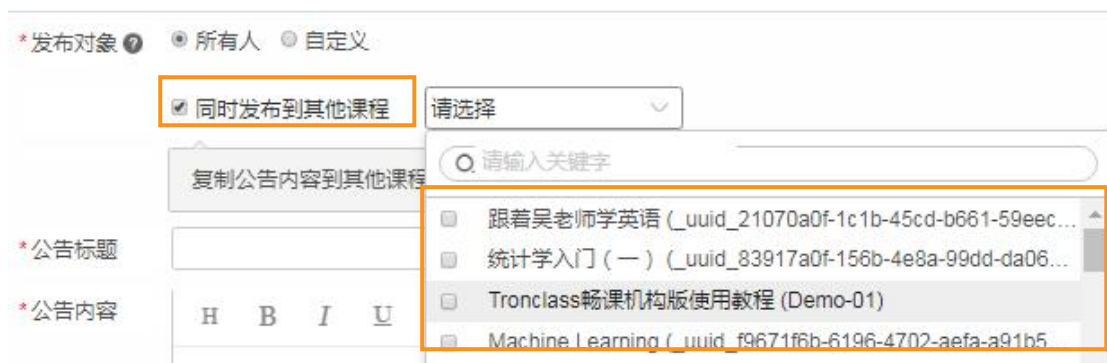 *发布对象 ? 所有人 自定义
同时发布到其他课程 请选择
请输入关键字
复制公告内容到其他课程
跟着吴老师学英语 (_uuid_21070a0f-1c1b-45cd-b661-59eec...
*公告标题
统计学入门（一）(_uuid_83917a0f-156b-4e8a-99dd-da06...
Tronclass畅课机构版使用教程 (Demo-01)
*公告内容
H B I U
Machine Learning (_uuid_f9671f6b-6196-4702-aefa-a91b5...